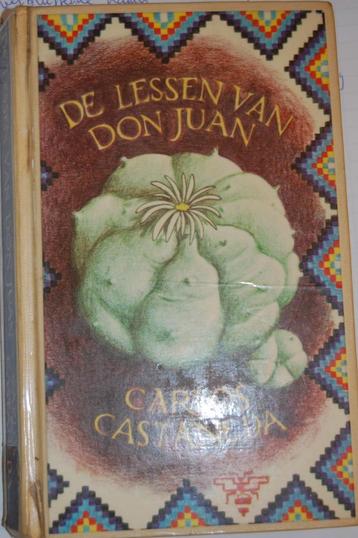 DE LESSEN VAN
DON JUAN
CARLOS
CASTANEDA